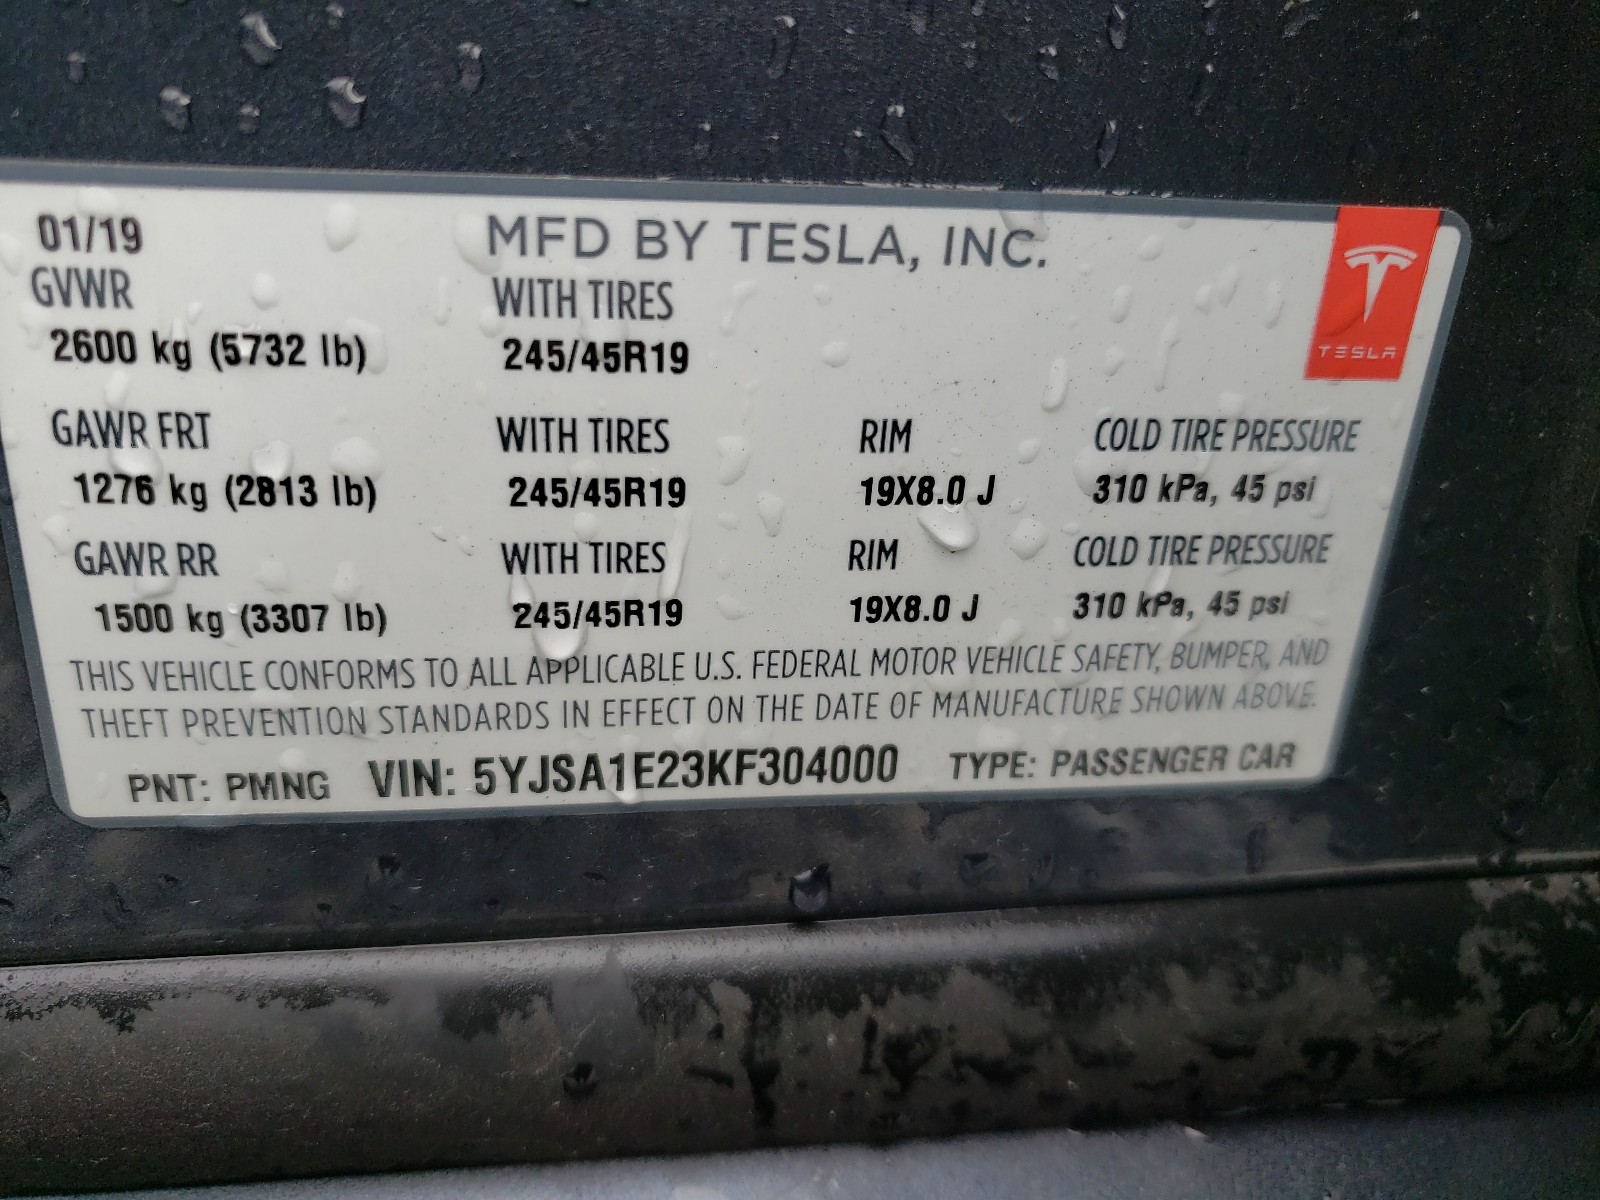 01/19 MFD BY TESLA, INC.
GVWR WITH TIRES
2600 kg (5732 lb) 245/45R19
TESLA
GAWR FRT WITH TIRES RIM COLD TIRE PRESSURE
1276 kg (2813 lb) 245/45R19 19X8.0 J 310 kPa, 45 psi
GAWR RR WITH TIRES RIM COLD TIRE PRESSURE
1500 kg (3307 lb) 245/45R19 19X8.0 J 310 kPa, 45 psi
THIS VEHICLE CONFORMS TO ALL APPLICABLE U.S. FEDERAL MOTOR VEHICLE SAFETY, BUMPER, AND
THEFT PREVENTION STANDARDS IN EFFECT ON THE DATE OF MANUFACTURE SHOWN ABOVE.
PNT: PMNG VIN: 5YJSA1E23KF304000 TYPE: PASSENGER CAR